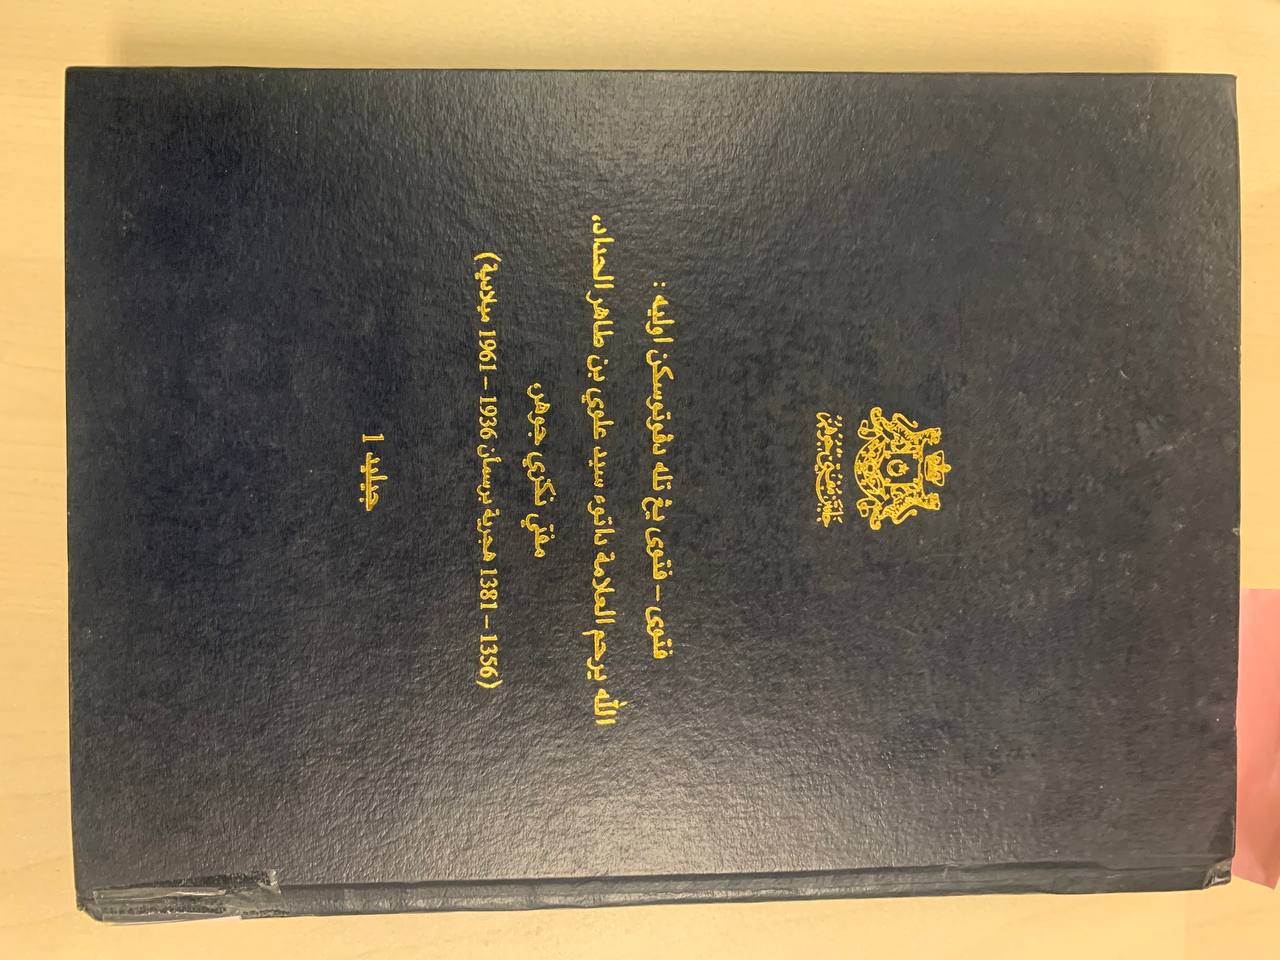 فتوى – فتوى يڠ تله دفوتوسكن اوليه :
الله يرحم العلامة داتوء سيد علوي بن طاهر الحداد،
مفتي نكري جوهر
(1356 – 1381 هجرية برسمان 1936 – 1961 ميلادية)
جيليد 1